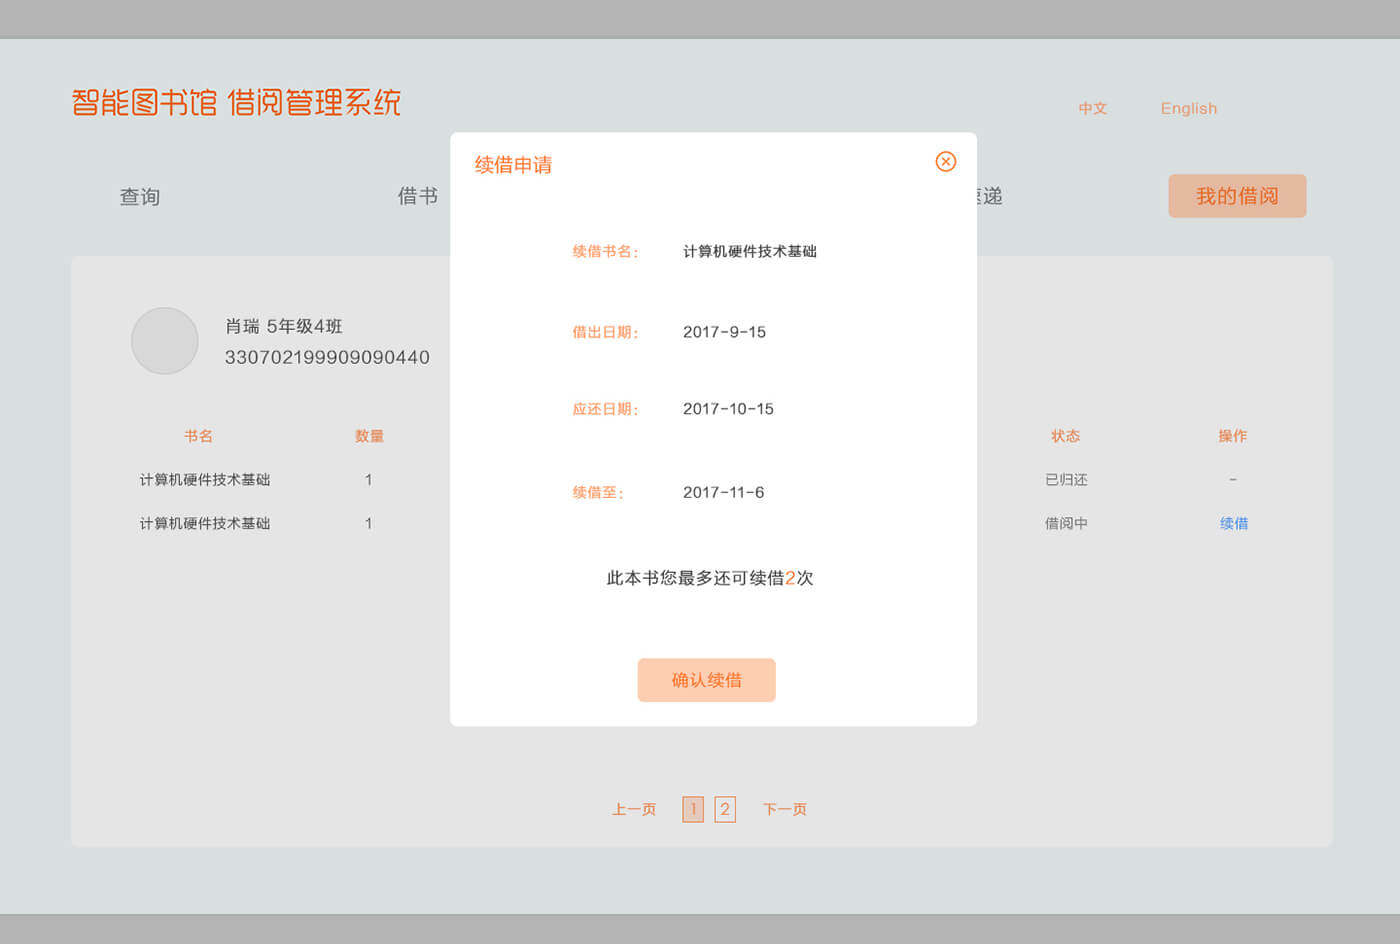 智能图书馆 借阅管理系统
中文 English
查询 借书 速递 我的借阅
续借申请
续借书名： 计算机硬件技术基础
借出日期： 2017-9-15
应还日期： 2017-10-15
续借至： 2017-11-6
此本书您最多还可续借2次
确认续借
肖瑞 5年级4班
330702199909090440
书名 数量 状态 操作
计算机硬件技术基础 1 已归还 -
计算机硬件技术基础 1 借阅中 续借
上一页 1 2 下一页